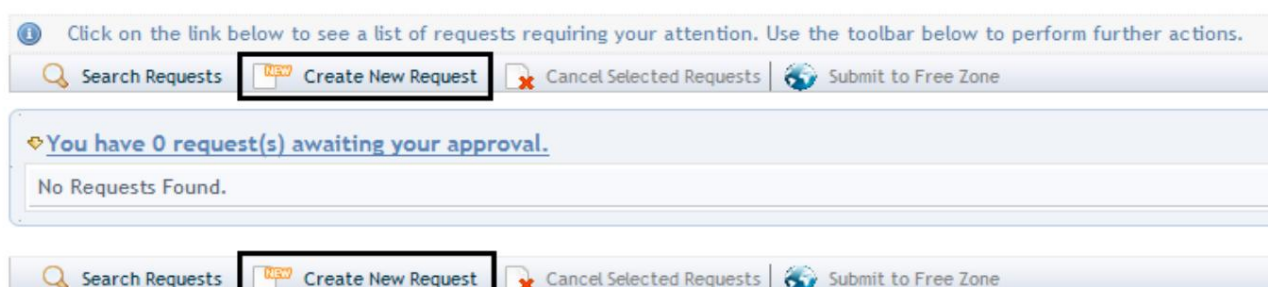 Click on the link below to see a list of requests requiring your attention. Use the toolbar below to perform further actions.
Search Requests NEW Create New Request Cancel Selected Requests Submit to Free Zone
You have 0 request(s) awaiting your approval.
No Requests Found.
Search Requests NEW Create New Request Cancel Selected Requests Submit to Free Zone